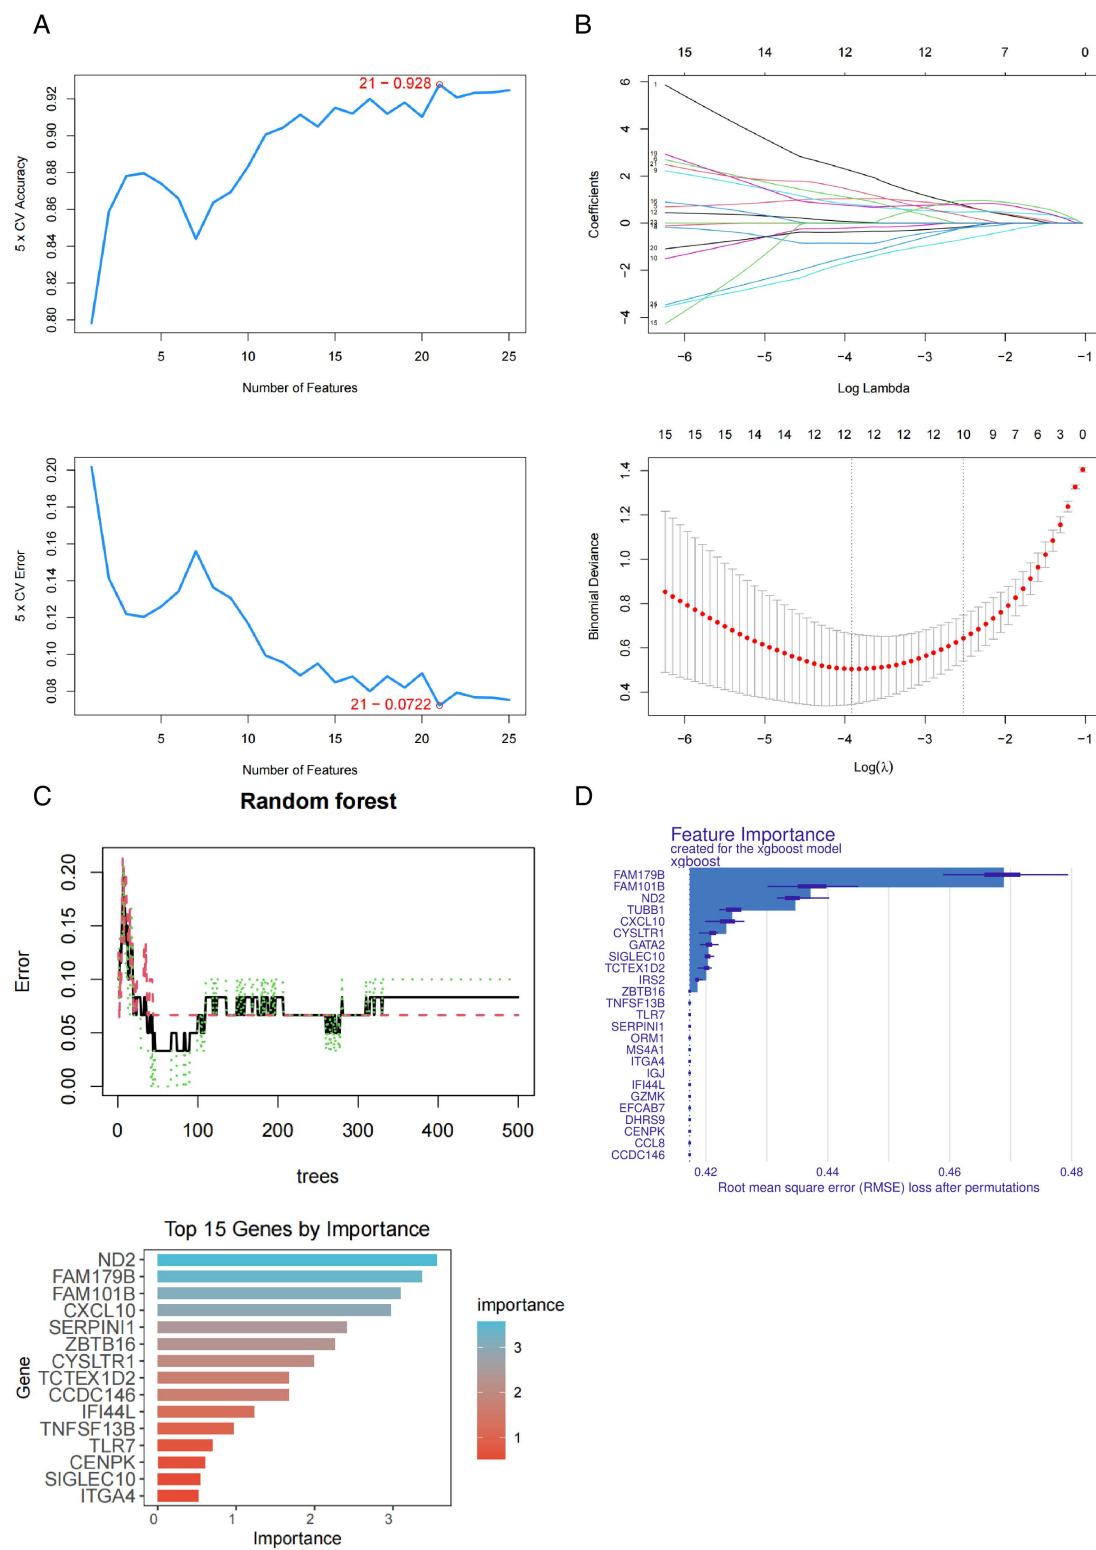 A
21 − 0.928
5 x CV Accuracy
0.80 0.82 0.84 0.86 0.88 0.90 0.92
5 10 15 20 25
Number of Features
21 − 0.0722
5 x CV Error
0.08 0.10 0.12 0.14 0.16 0.18 0.20
5 10 15 20 25
Number of Features
B
15 14 12 12 7 0
Coefficients
6
4
2
0
−2
−4
1
9
12
20
10
15
−6 −5 −4 −3 −2 −1
Log Lambda
15 15 15 14 14 12 12 12 12 12 10 9 7 6 3 0
Binomial Deviance
0.4 0.6 0.8 1.0 1.2 1.4
−6 −5 −4 −3 −2 −1
Log(λ)
C
Random forest
Error
0.00 0.05 0.10 0.15 0.20
0 100 200 300 400 500
trees
Top 15 Genes by Importance
Gene
ND2
FAM179B
FAM101B
CXCL10
SERPINI1
ZBTB16
CYSLTR1
TCTEX1D2
CCDC146
IFI44L
TNFSF13B
TLR7
CENPK
SIGLEC10
ITGA4
0 1 2 3
Importance
importance
3
2
1
D
Feature Importance
created for the xgboost model
xgboost
FAM179B
FAM101B
ND2
TUBB1
CXCL10
CYSLTR1
GATA2
SIGLEC10
TCTEX1D2
IRS2
ZBTB16
TNFSF13B
TLR7
SERPINI1
ORM1
MS4A1
ITGA4
IGJ
IFI44L
GZMK
EFCAB7
DHRS9
CENPK
CCL8
CCDC146
0.42 0.44 0.46 0.48
Root mean square error (RMSE) loss after permutations